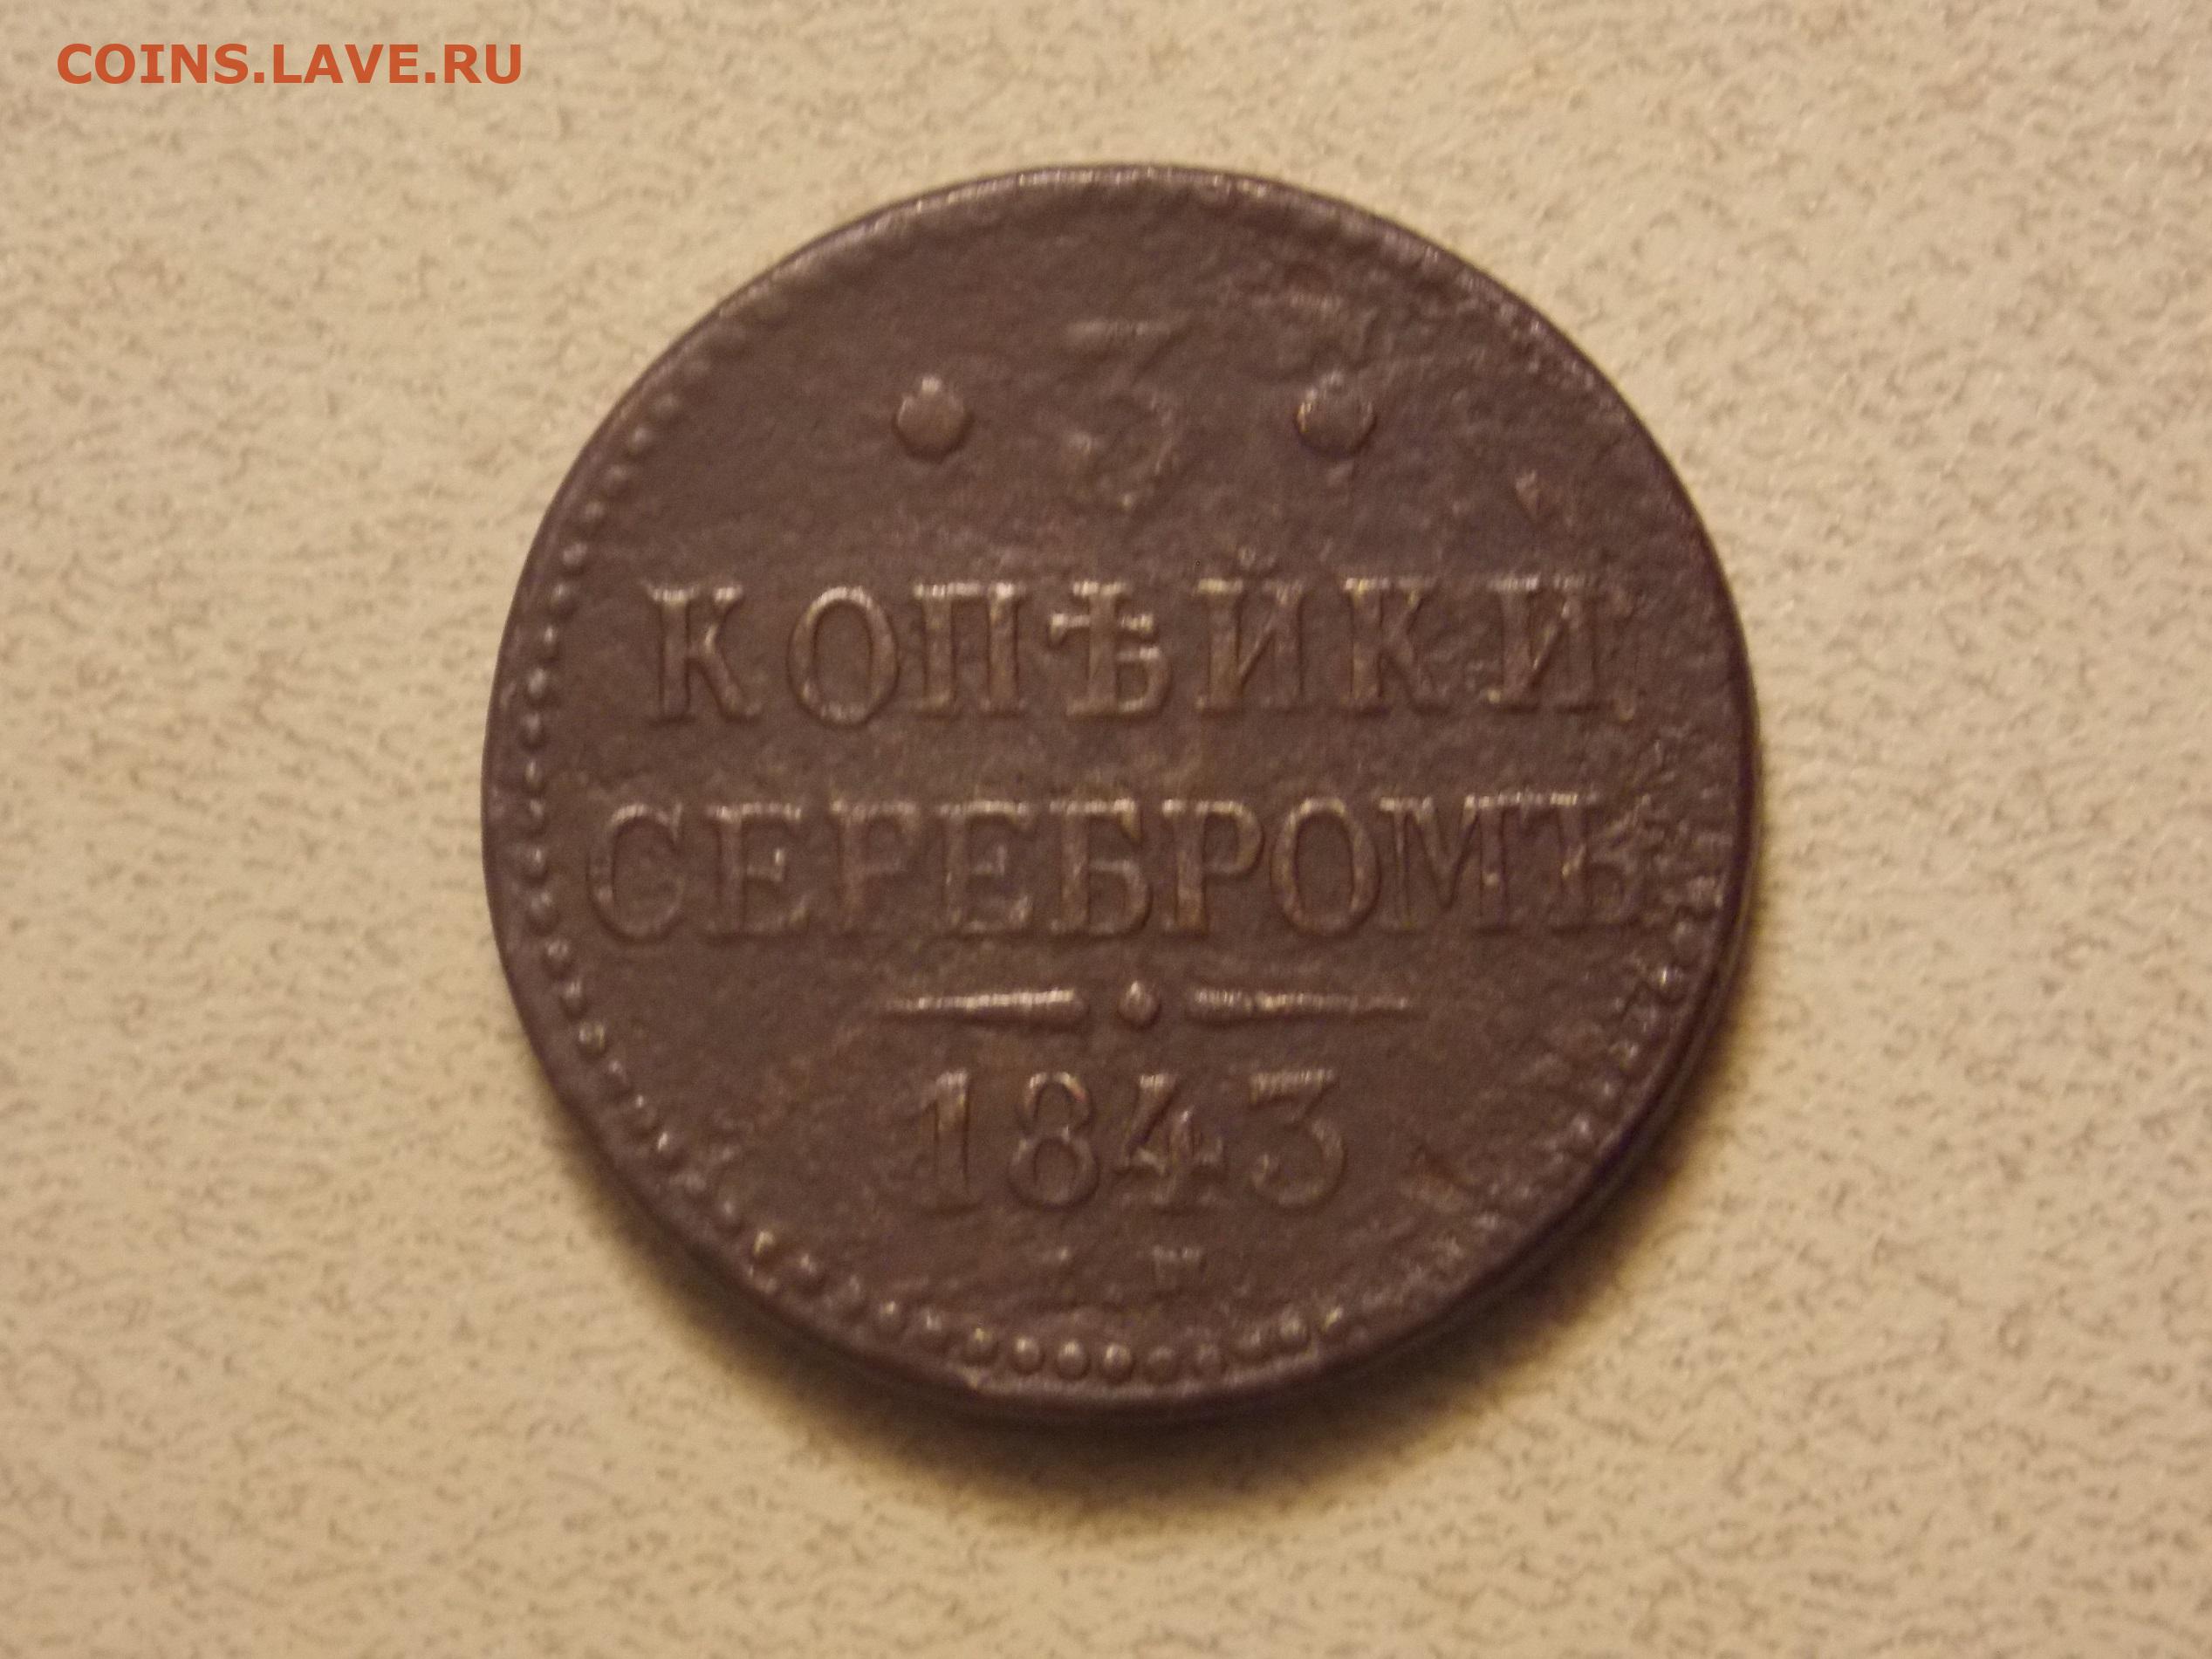 COINS.LAVE.RU
3
КОПѢЙКИ
СЕРЕБРОМЪ
1843